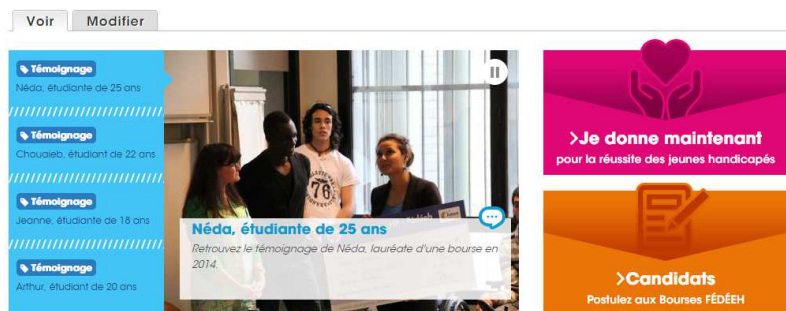 Voir
Modifier
Témoignage
Néda, étudiante de 25 ans
Témoignage
Chouaieb, étudiant de 22 ans
Témoignage
Jeanne, étudiante de 18 ans
Témoignage
Arthur, étudiant de 20 ans
76
Néda, étudiante de 25 ans
Retrouvez le témoignage de Néda, lauréate d'une bourse en
2014.
>Je donne maintenant
pour la réussite des jeunes handicapés
>Candidats
Postulez aux Bourses FÉDÉEH